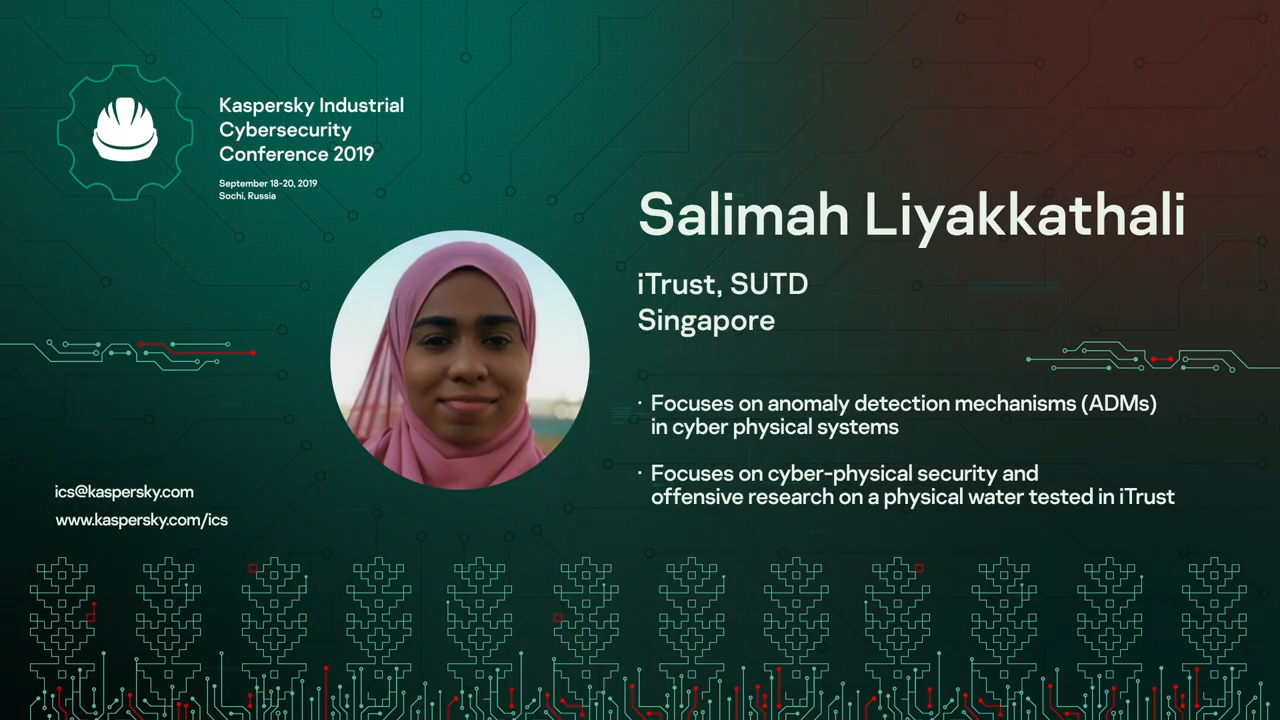 Kaspersky Industrial
Cybersecurity
Conference 2019
September 18-20, 2019
Sochi, Russia
Salimah Liyakkathali
iTrust, SUTD
Singapore
· Focuses on anomaly detection mechanisms (ADMs)
in cyber physical systems
· Focuses on cyber-physical security and
offensive research on a physical water tested in iTrust
ics@kaspersky.com
www.kaspersky.com/ics